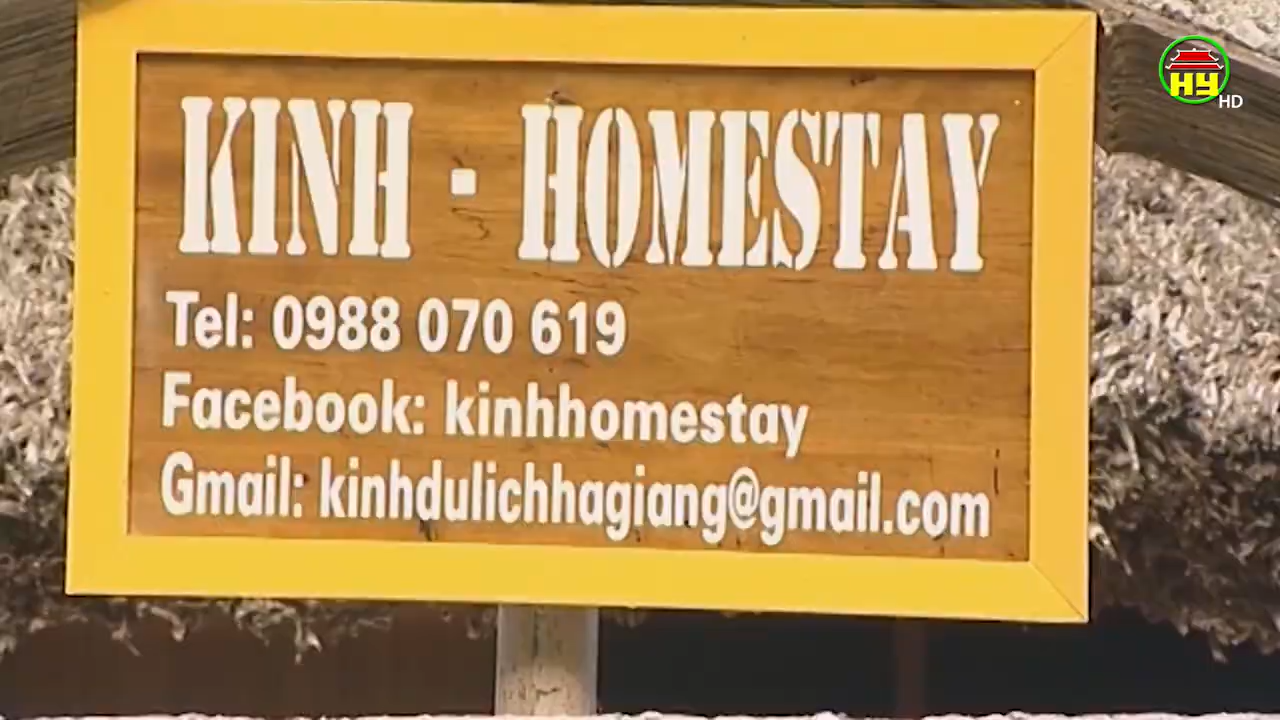 HY HD
KINH - HOMESTAY
Tel: 0988 070 619
Facebook: kinhhomestay
Gmail: kinhdulichhagiang@gmail.com